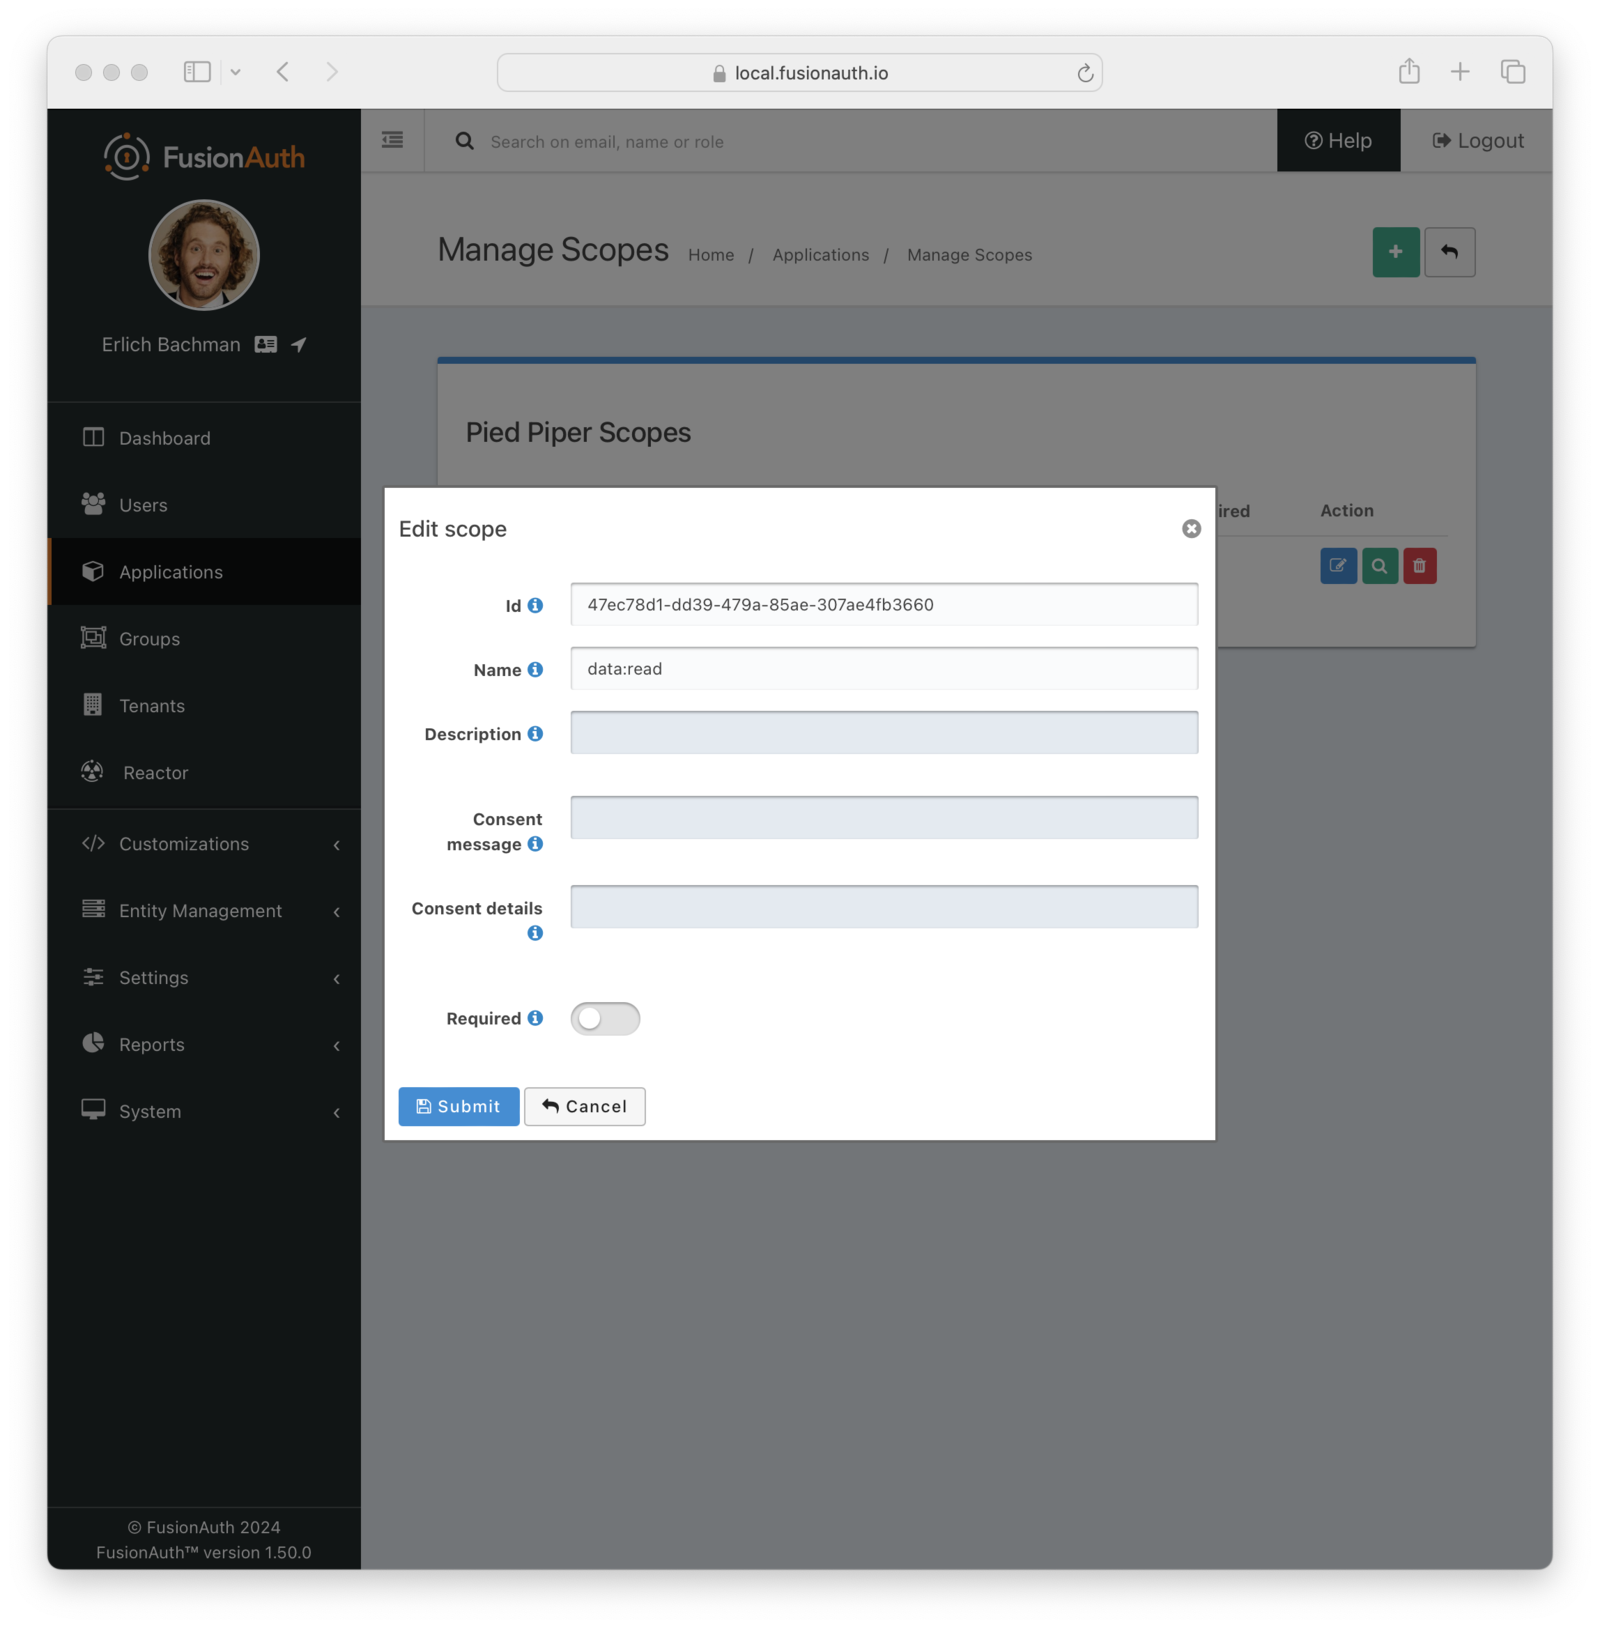 local.fusionauth.io
FusionAuth
Search on email, name or role
Help
Logout
Manage Scopes
Home / Applications / Manage Scopes
Erlich Bachman
Dashboard
Users
Applications
Groups
Tenants
Reactor
Customizations
Entity Management
Settings
Reports
System
© FusionAuth 2024
FusionAuth™ version 1.50.0
Pied Piper Scopes
ired
Action
Edit scope
Id
47ec78d1-dd39-479a-85ae-307ae4fb3660
Name
data:read
Description
Consent
message
Consent details
Required
Submit
Cancel